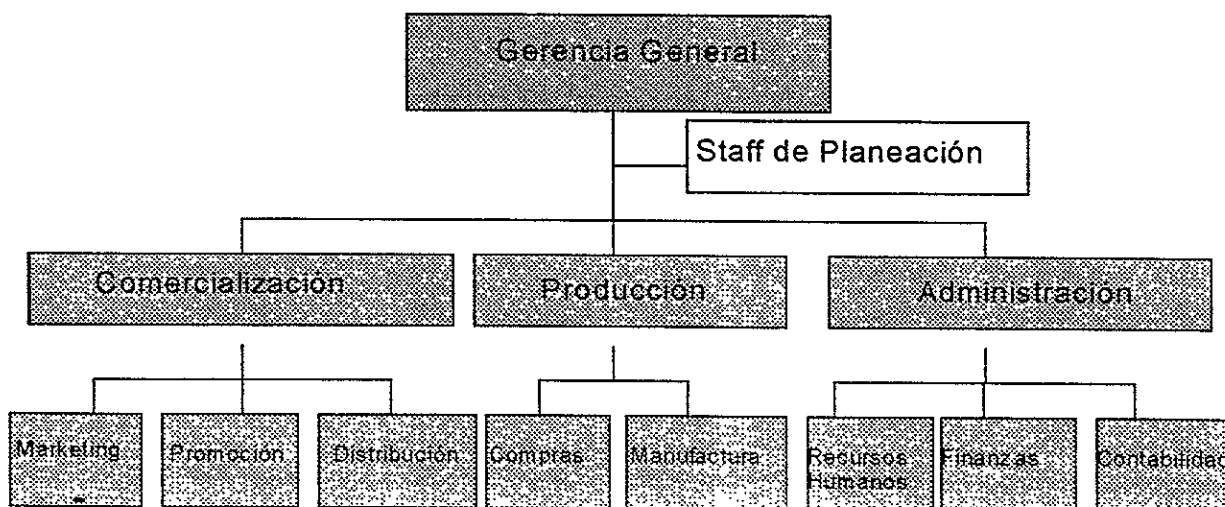 Gerencia General
Staff de Planeación
Comercialización
Producción
Administración
Marketing
Promoción
Distribución
Compras
Manufactura
Recursos
Humanos
Finanzas
Contabilidad